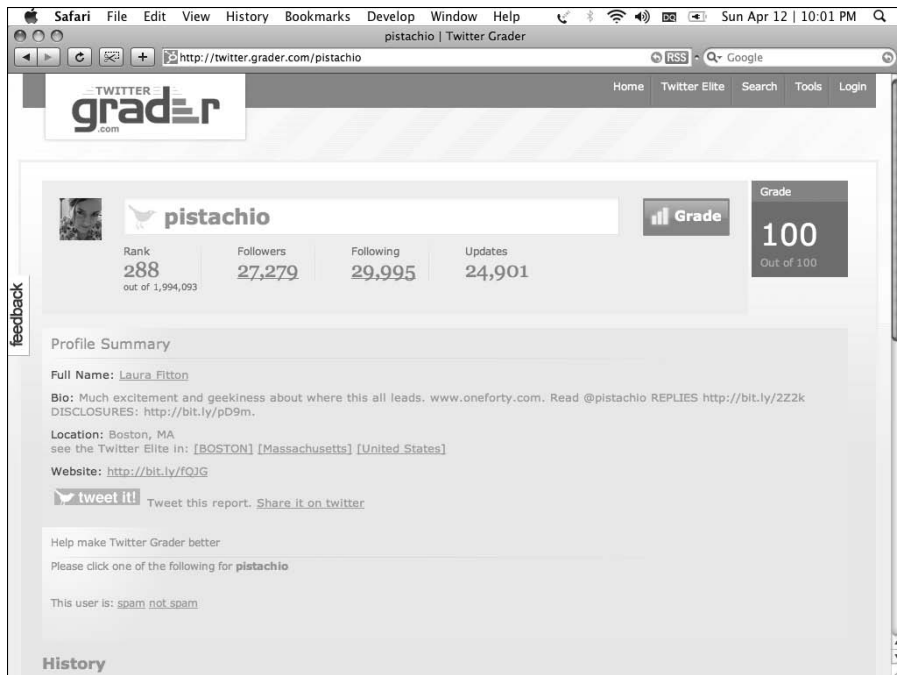 Safari File Edit View History Bookmarks Develop Window Help Sun Apr 12 | 10:01 PM
pistachio | Twitter Grader
http://twitter.grader.com/pistachio RSS Google
TWITTER
grader
.com
Home Twitter Elite Search Tools Login
pistachio
Grade
Grade
100
Out of 100
Rank Followers Following Updates
288 27,279 29,995 24,901
out of 1,994,093
feedback
Profile Summary
Full Name: Laura Fitton
Bio: Much excitement and geekiness about where this all leads. www.oneforty.com. Read @pistachio REPLIES http://bit.ly/2Z2k
DISCLOSURES: http://bit.ly/pD9m.
Location: Boston, MA
see the Twitter Elite in: [BOSTON] [Massachusetts] [United States]
Website: http://bit.ly/fQJG
tweet it! Tweet this report. Share it on twitter
Help make Twitter Grader better
Please click one of the following for pistachio
This user is: spam not spam
History